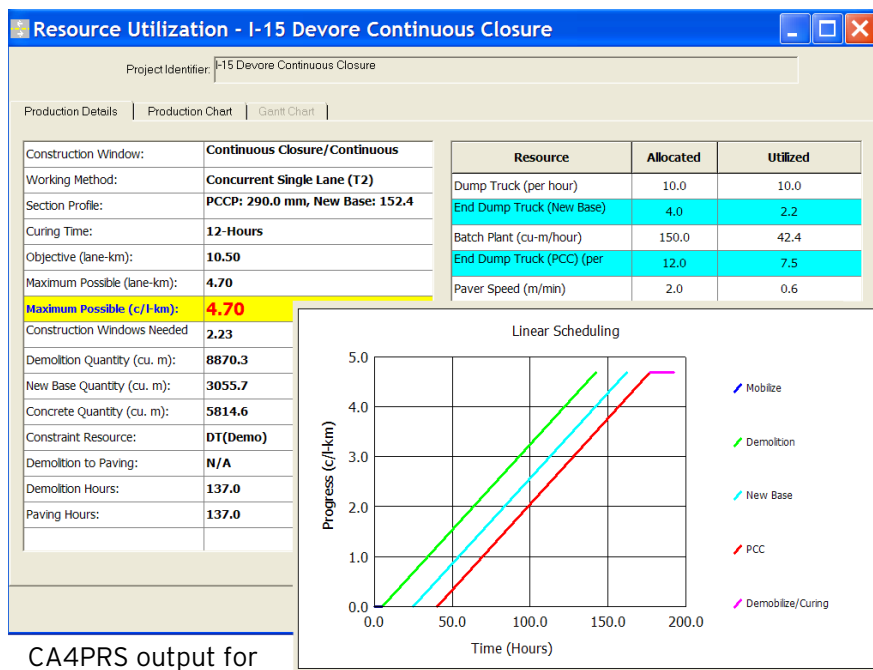 Resource Utilization - I-15 Devore Continuous Closure
Project Identifier: I-15 Devore Continuous Closure
Production Details Production Chart Gantt Chart
Construction Window: Continuous Closure/Continuous
Working Method: Concurrent Single Lane (T2)
Section Profile: PCCP: 290.0 mm, New Base: 152.4
Curing Time: 12-Hours
Objective (lane-km): 10.50
Maximum Possible (lane-km): 4.70
Maximum Possible (c/l-km): 4.70
Construction Windows Needed 2.23
Demolition Quantity (cu. m): 8870.3
New Base Quantity (cu. m): 3055.7
Concrete Quantity (cu. m): 5814.6
Constraint Resource: DT(Demo)
Demolition to Paving: N/A
Demolition Hours: 137.0
Paving Hours: 137.0
Resource Allocated Utilized
Dump Truck (per hour) 10.0 10.0
End Dump Truck (New Base) 4.0 2.2
Batch Plant (cu-m/hour) 150.0 42.4
End Dump Truck (PCC) (per 12.0 7.5
Paver Speed (m/min) 2.0 0.6
Linear Scheduling
Progress (c/l-km)
5.0
4.0
3.0
2.0
1.0
0.0
0.0 50.0 100.0 150.0 200.0
Time (Hours)
Mobilize
Demolition
New Base
PCC
Demobilize/Curing
CA4PRS output for